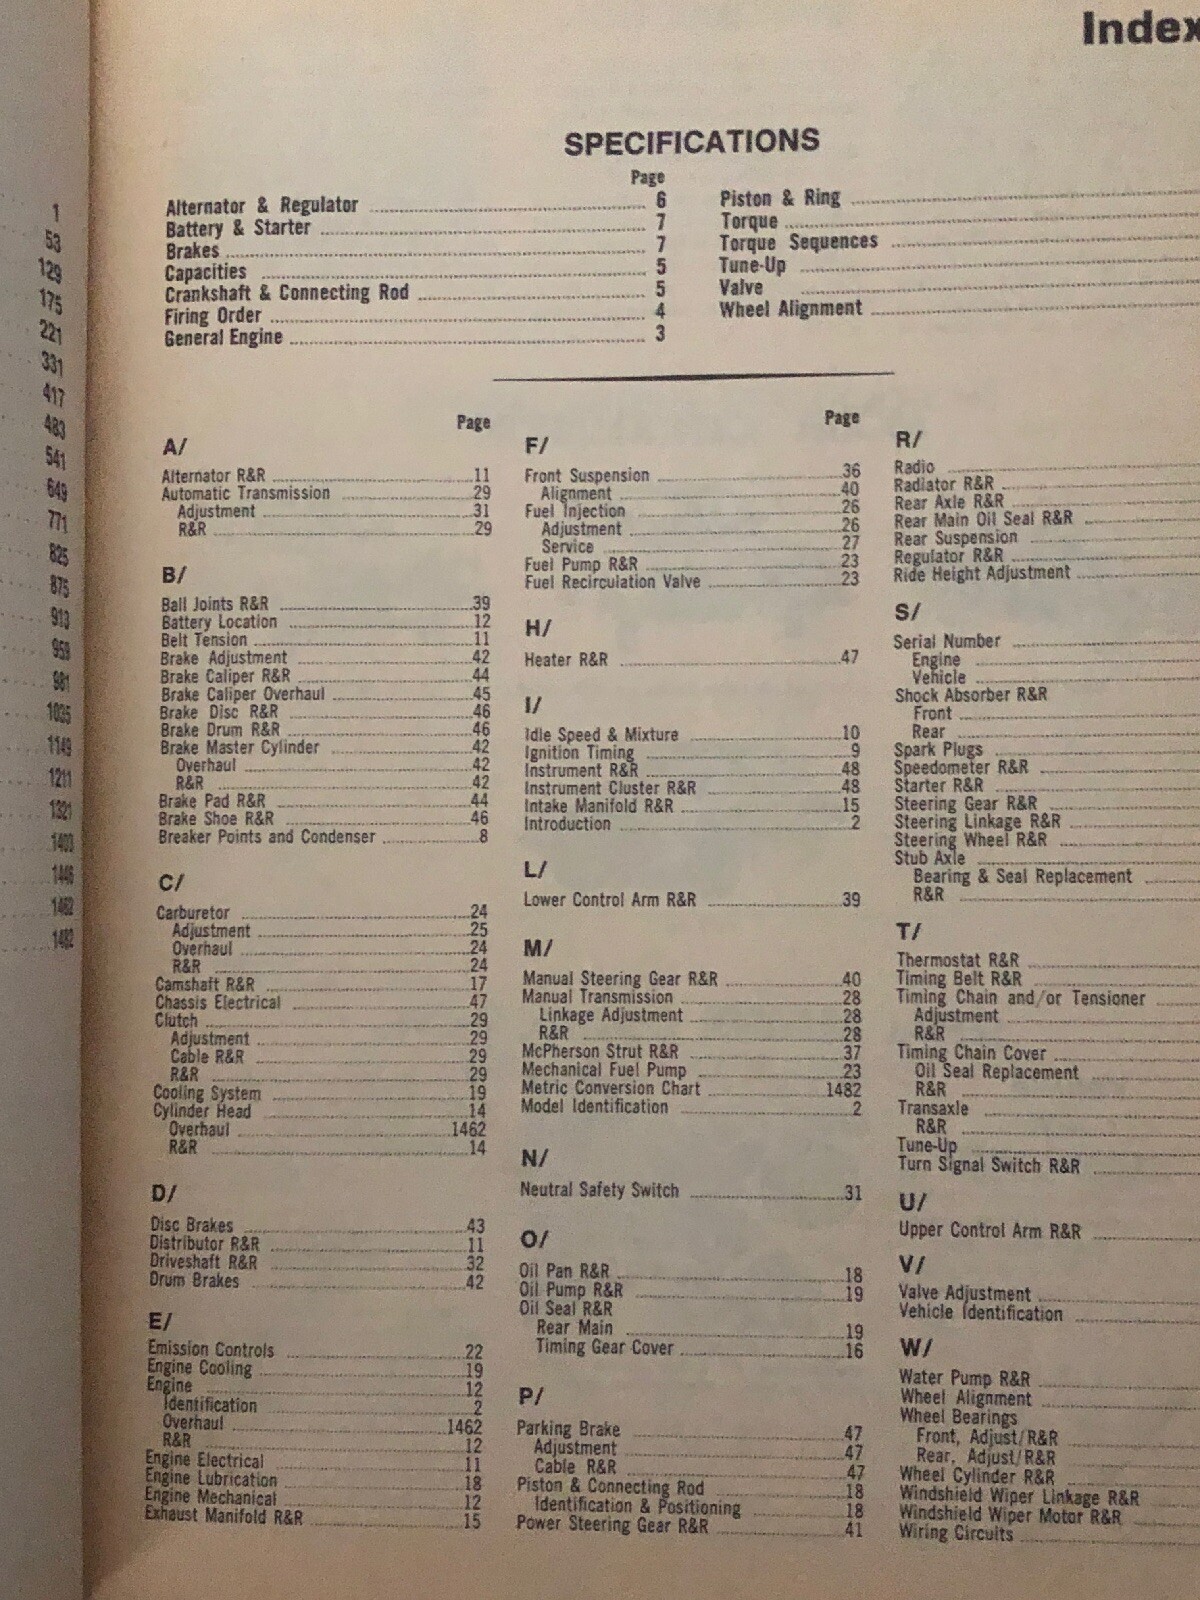 Index
SPECIFICATIONS
Page
Alternator & Regulator 6
Battery & Starter 7
Brakes 7
Capacities 5
Crankshaft & Connecting Rod 5
Firing Order 4
General Engine 3
Piston & Ring
Torque
Torque Sequences
Tune-Up
Valve
Wheel Alignment
1
53
129
175
221
331
417
483
541
649
771
825
875
913
959
981
1035
1149
1211
1321
1403
1446
1462
1482
Page
A/
Alternator R&R 11
Automatic Transmission 29
Adjustment 31
R&R 29
B/
Ball Joints R&R 39
Battery Location 12
Belt Tension 11
Brake Adjustment 42
Brake Caliper R&R 44
Brake Caliper Overhaul 45
Brake Disc R&R 46
Brake Drum R&R 46
Brake Master Cylinder 42
Overhaul 42
R&R 42
Brake Pad R&R 44
Brake Shoe R&R 46
Breaker Points and Condenser 8
C/
Carburetor 24
Adjustment 25
Overhaul 24
R&R 24
Camshaft R&R 17
Chassis Electrical 47
Clutch 29
Adjustment 29
Cable R&R 29
R&R 29
Cooling System 19
Cylinder Head 14
Overhaul 1462
R&R 14
D/
Disc Brakes 43
Distributor R&R 11
Driveshaft R&R 32
Drum Brakes 42
E/
Emission Controls 22
Engine Cooling 19
Engine 12
Identification 2
Overhaul 1462
R&R 12
Engine Electrical 11
Engine Lubrication 18
Engine Mechanical 12
Exhaust Manifold R&R 15
Page
F/
Front Suspension 36
Alignment 40
Fuel Injection 26
Adjustment 26
Service 27
Fuel Pump R&R 23
Fuel Recirculation Valve 23
H/
Heater R&R 47
I/
Idle Speed & Mixture 10
Ignition Timing 9
Instrument R&R 48
Instrument Cluster R&R 48
Intake Manifold R&R 15
Introduction 2
L/
Lower Control Arm R&R 39
M/
Manual Steering Gear R&R 40
Manual Transmission 28
Linkage Adjustment 28
R&R 28
McPherson Strut R&R 37
Mechanical Fuel Pump 23
Metric Conversion Chart 1482
Model Identification 2
N/
Neutral Safety Switch 31
O/
Oil Pan R&R 18
Oil Pump R&R 19
Oil Seal R&R
Rear Main 19
Timing Gear Cover 16
P/
Parking Brake 47
Adjustment 47
Cable R&R 47
Piston & Connecting Rod 18
Identification & Positioning 18
Power Steering Gear R&R 41
R/
Radio
Radiator R&R
Rear Axle R&R
Rear Main Oil Seal R&R
Rear Suspension
Regulator R&R
Ride Height Adjustment
S/
Serial Number
Engine
Vehicle
Shock Absorber R&R
Front
Rear
Spark Plugs
Speedometer R&R
Starter R&R
Steering Gear R&R
Steering Linkage R&R
Steering Wheel R&R
Stub Axle
Bearing & Seal Replacement
R&R
T/
Thermostat R&R
Timing Belt R&R
Timing Chain and/or Tensioner
Adjustment
R&R
Timing Chain Cover
Oil Seal Replacement
R&R
Transaxle
R&R
Tune-Up
Turn Signal Switch R&R
U/
Upper Control Arm R&R
V/
Valve Adjustment
Vehicle Identification
W/
Water Pump R&R
Wheel Alignment
Wheel Bearings
Front, Adjust/R&R
Rear, Adjust/R&R
Wheel Cylinder R&R
Windshield Wiper Linkage R&R
Windshield Wiper Motor R&R
Wiring Circuits